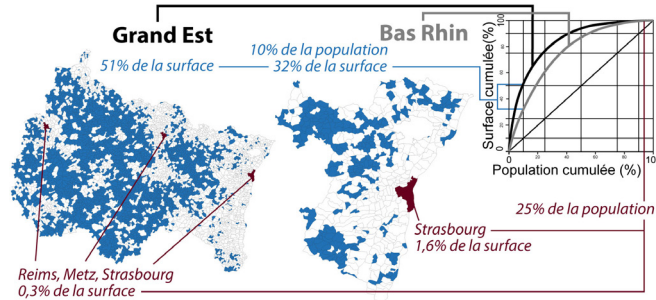 Grand Est
Bas Rhin
10% de la population
51% de la surface
32% de la surface
Surface cumulée(%)
100
80
60
40
20
0
0
20
40
60
80
100
Population cumulée (%)
25% de la population
Strasbourg
1,6% de la surface
Reims, Metz, Strasbourg
0,3% de la surface